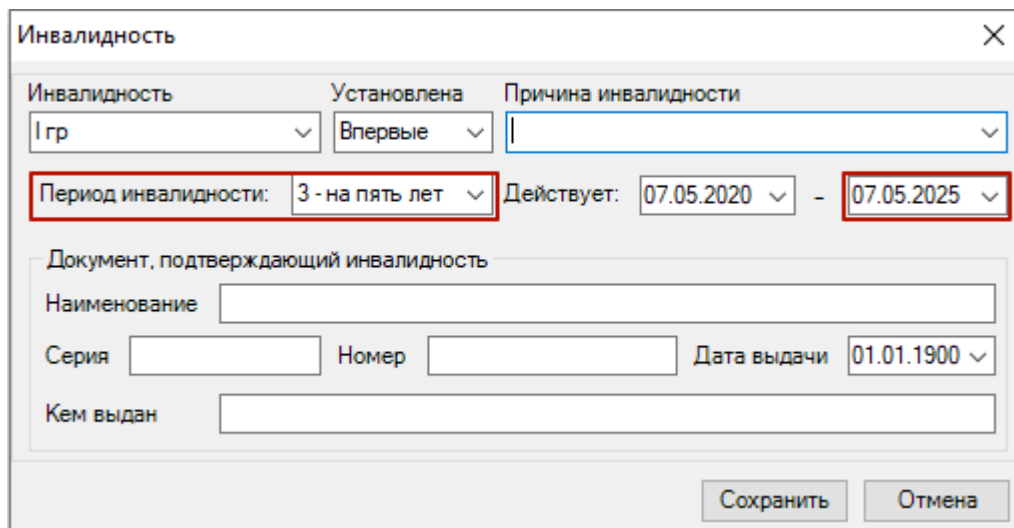 Инвалидность
Инвалидность Установлена Причина инвалидности
I гр Впервые
Период инвалидности: 3 - на пять лет Действует: 07.05.2020 - 07.05.2025
Документ, подтверждающий инвалидность
Наименование
Серия Номер Дата выдачи 01.01.1900
Кем выдан
Сохранить Отмена